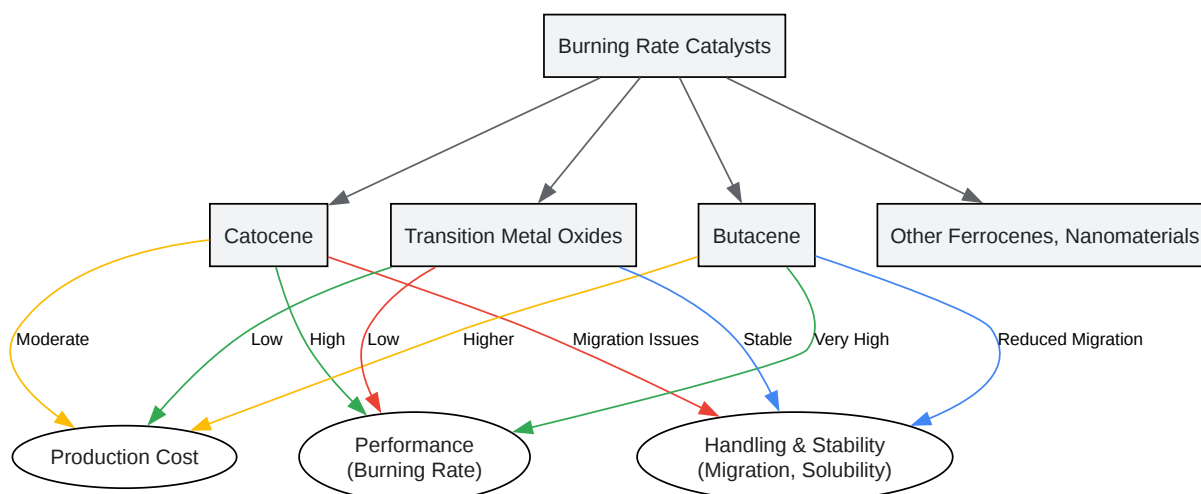 Burning Rate Catalysts
Catocene
Transition Metal Oxides
Butacene
Other Ferrocenes, Nanomaterials
Moderate
Low
High
Low
Higher
Migration Issues
Stable
Very High
Reduced Migration
Production Cost
Performance
(Burning Rate)
Handling & Stability
(Migration, Solubility)